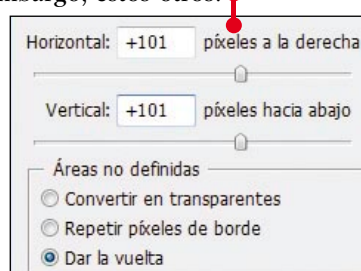 Horizontal: +101 píxeles a la derecha
Vertical: +101 píxeles hacia abajo
Áreas no definidas
Convertir en transparentes
Repetir píxeles de borde
Dar la vuelta